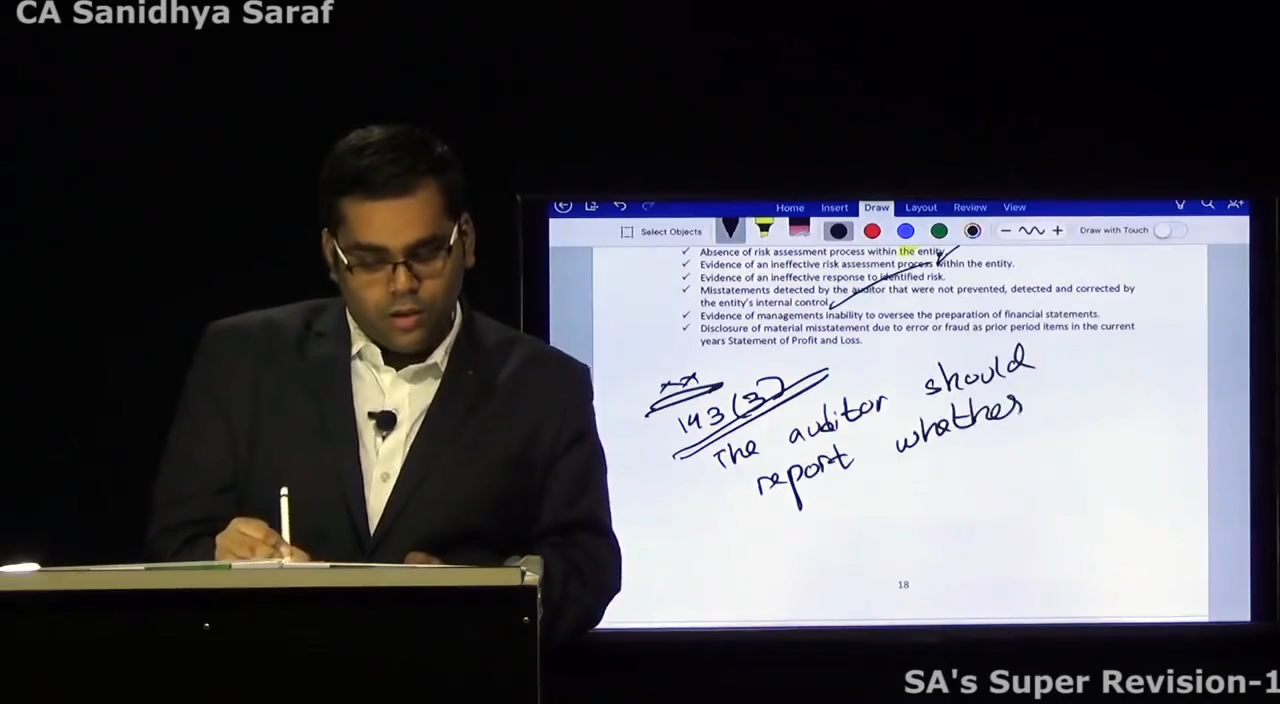 CA Sanidhya Saraf
Home Insert Draw Layout Review View
Select Objects
Draw with Touch
✓ Absence of risk assessment process within the entity.
✓ Evidence of an ineffective risk assessment process within the entity.
✓ Evidence of an ineffective response to identified risk.
✓ Misstatements detected by the auditor that were not prevented, detected and corrected by
the entity's internal control.
✓ Evidence of managements inability to oversee the preparation of financial statements.
✓ Disclosure of material misstatement due to error or fraud as prior period items in the current
years Statement of Profit and Loss.
143(3)
The auditor should
report whether
18
SA's Super Revision-1